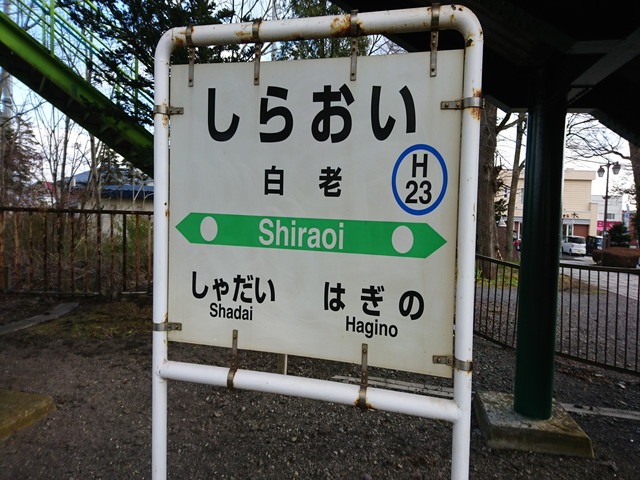 しらおい
白老
H
23
Shiraoi
しゃだい
Shadai
はぎの
Hagino